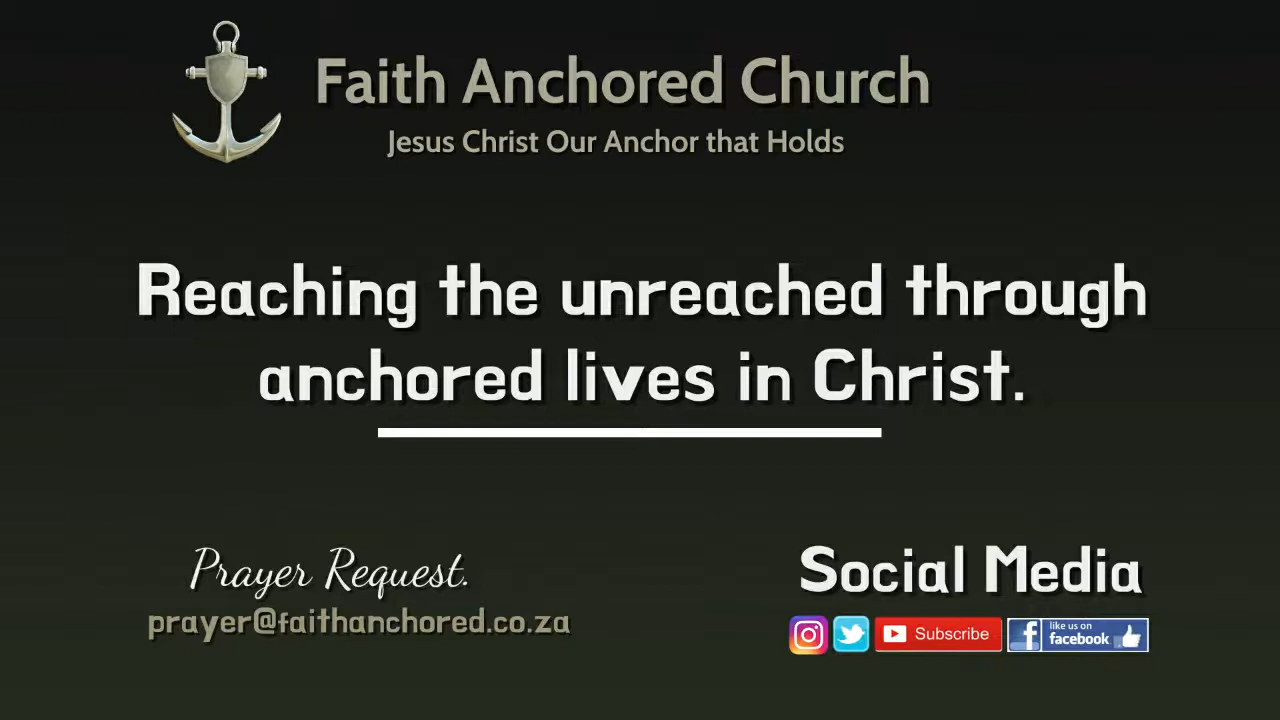 Faith Anchored Church
Jesus Christ Our Anchor that Holds
Reaching the unreached through
anchored lives in Christ.
Prayer Request.
prayer@faithanchored.co.za
Social Media
Subscribe
like us on
facebook